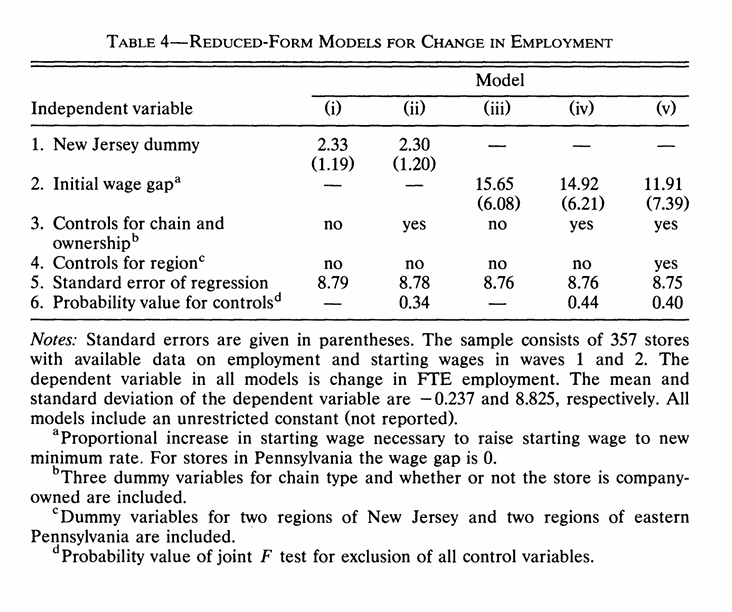 TABLE 4—REDUCED-FORM MODELS FOR CHANGE IN EMPLOYMENT
Model
Independent variable (i) (ii) (iii) (iv) (v)
1. New Jersey dummy 2.33 2.30 — — —
(1.19) (1.20)
2. Initial wage gapᵃ — — 15.65 14.92 11.91
(6.08) (6.21) (7.39)
3. Controls for chain and no yes no yes yes
ownershipᵇ
4. Controls for regionᶜ no no no no yes
5. Standard error of regression 8.79 8.78 8.76 8.76 8.75
6. Probability value for controlsᵈ — 0.34 — 0.44 0.40
Notes: Standard errors are given in parentheses. The sample consists of 357 stores
with available data on employment and starting wages in waves 1 and 2. The
dependent variable in all models is change in FTE employment. The mean and
standard deviation of the dependent variable are −0.237 and 8.825, respectively. All
models include an unrestricted constant (not reported).
ᵃProportional increase in starting wage necessary to raise starting wage to new
minimum rate. For stores in Pennsylvania the wage gap is 0.
ᵇThree dummy variables for chain type and whether or not the store is company-
owned are included.
ᶜDummy variables for two regions of New Jersey and two regions of eastern
Pennsylvania are included.
ᵈProbability value of joint F test for exclusion of all control variables.